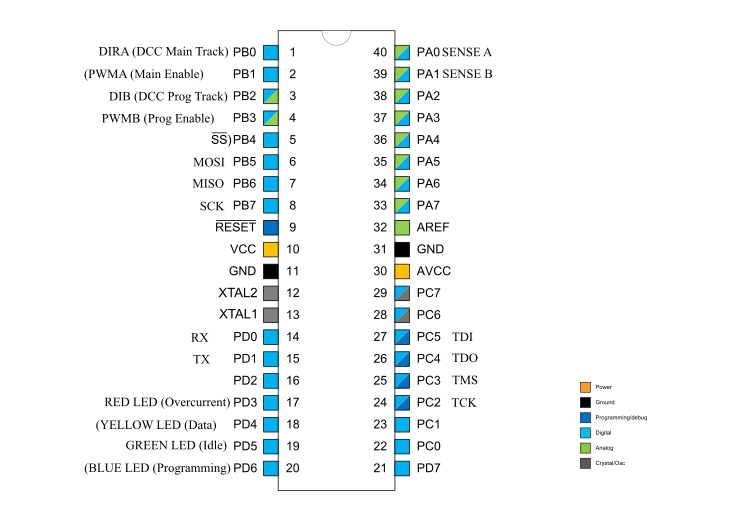 DIRA (DCC Main Track) PB0 1 40 PA0 SENSE A
(PWMA (Main Enable) PB1 2 39 PA1 SENSE B
DIB (DCC Prog Track) PB2 3 38 PA2
PWMB (Prog Enable) PB3 4 37 PA3
SS)PB4 5 36 PA4
MOSI PB5 6 35 PA5
MISO PB6 7 34 PA6
SCK PB7 8 33 PA7
RESET 9 32 AREF
VCC 10 31 GND
GND 11 30 AVCC
XTAL2 12 29 PC7
XTAL1 13 28 PC6
RX PD0 14 27 PC5 TDI
TX PD1 15 26 PC4 TDO
PD2 16 25 PC3 TMS
RED LED (Overcurrent) PD3 17 24 PC2 TCK
(YELLOW LED (Data) PD4 18 23 PC1
GREEN LED (Idle) PD5 19 22 PC0
(BLUE LED (Programming) PD6 20 21 PD7
Power
Ground
Programming/debug
Digital
Analog
Crystal/Osc